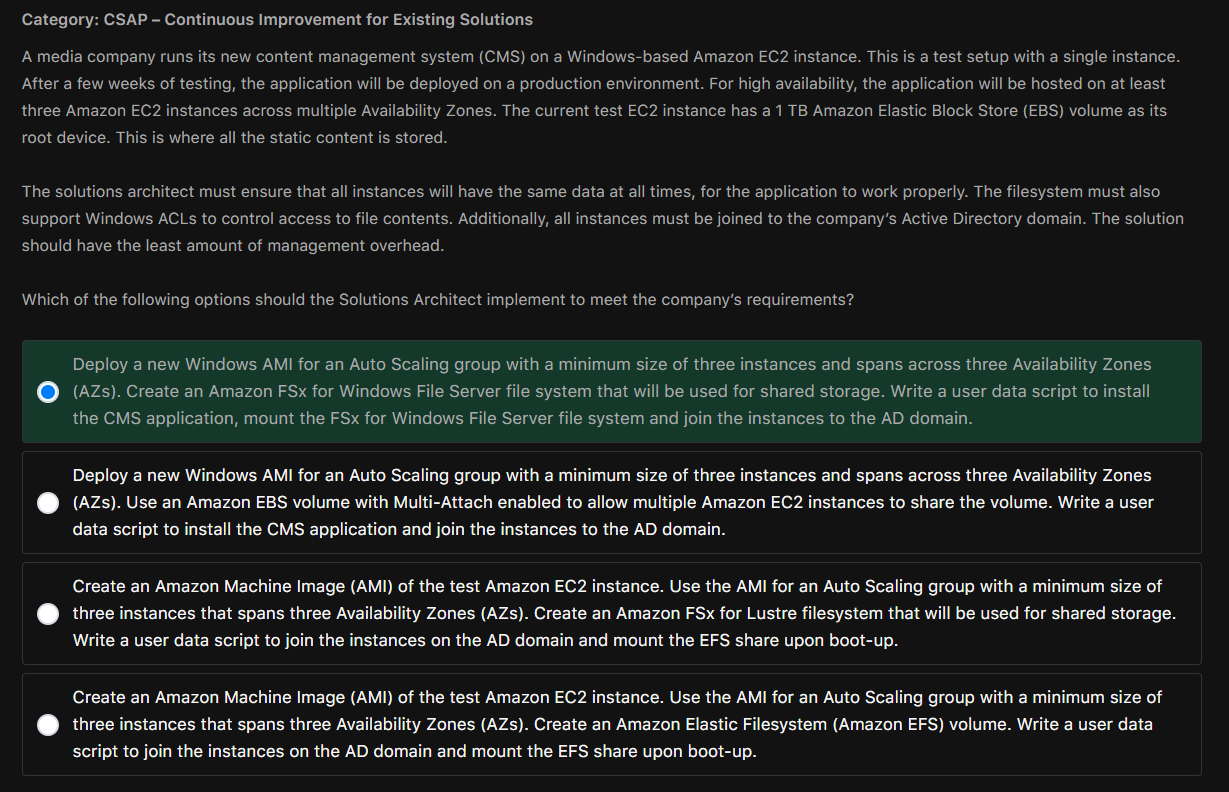 Category: CSAP – Continuous Improvement for Existing Solutions
A media company runs its new content management system (CMS) on a Windows-based Amazon EC2 instance. This is a test setup with a single instance.
After a few weeks of testing, the application will be deployed on a production environment. For high availability, the application will be hosted on at least
three Amazon EC2 instances across multiple Availability Zones. The current test EC2 instance has a 1 TB Amazon Elastic Block Store (EBS) volume as its
root device. This is where all the static content is stored.
The solutions architect must ensure that all instances will have the same data at all times, for the application to work properly. The filesystem must also
support Windows ACLs to control access to file contents. Additionally, all instances must be joined to the company's Active Directory domain. The solution
should have the least amount of management overhead.
Which of the following options should the Solutions Architect implement to meet the company's requirements?
Deploy a new Windows AMI for an Auto Scaling group with a minimum size of three instances and spans across three Availability Zones
(AZs). Create an Amazon FSx for Windows File Server file system that will be used for shared storage. Write a user data script to install
the CMS application, mount the FSx for Windows File Server file system and join the instances to the AD domain.
Deploy a new Windows AMI for an Auto Scaling group with a minimum size of three instances and spans across three Availability Zones
(AZs). Use an Amazon EBS volume with Multi-Attach enabled to allow multiple Amazon EC2 instances to share the volume. Write a user
data script to install the CMS application and join the instances to the AD domain.
Create an Amazon Machine Image (AMI) of the test Amazon EC2 instance. Use the AMI for an Auto Scaling group with a minimum size of
three instances that spans three Availability Zones (AZs). Create an Amazon FSx for Lustre filesystem that will be used for shared storage.
Write a user data script to join the instances on the AD domain and mount the EFS share upon boot-up.
Create an Amazon Machine Image (AMI) of the test Amazon EC2 instance. Use the AMI for an Auto Scaling group with a minimum size of
three instances that spans three Availability Zones (AZs). Create an Amazon Elastic Filesystem (Amazon EFS) volume. Write a user data
script to join the instances on the AD domain and mount the EFS share upon boot-up.